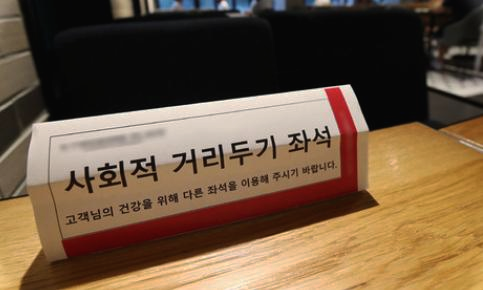 사회적 거리두기 좌석
고객님의 건강을 위해 다른 좌석을 이용해 주시기 바랍니다.